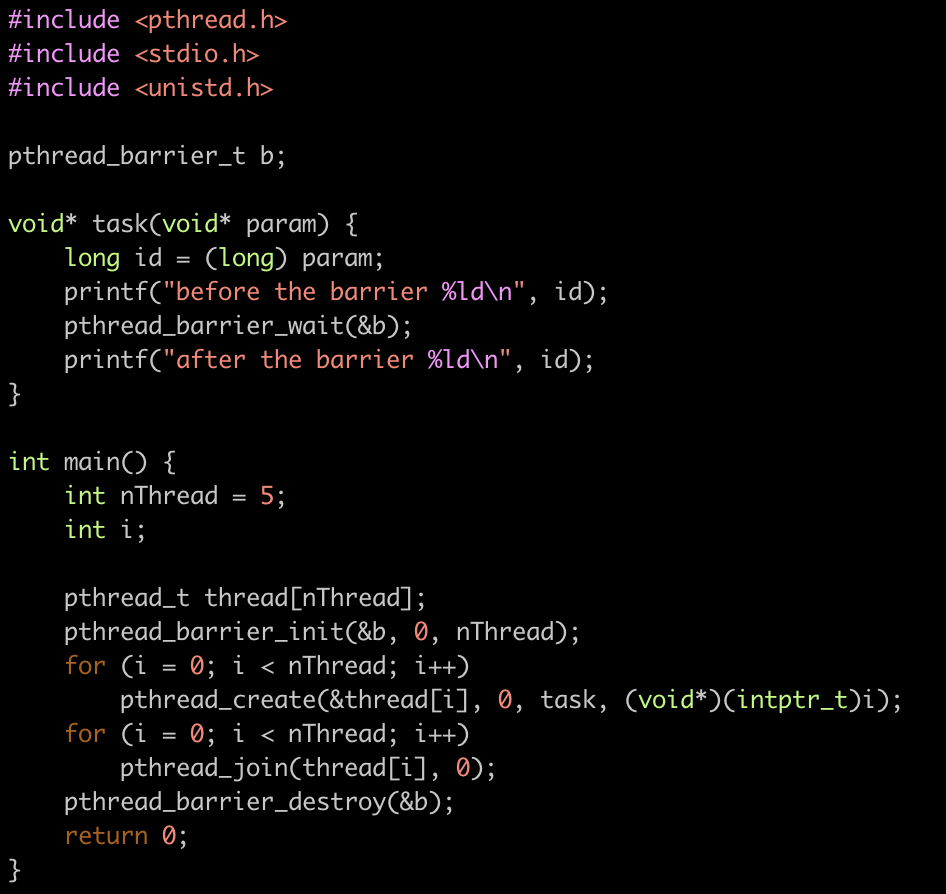 #include <pthread.h>
#include <stdio.h>
#include <unistd.h>

pthread_barrier_t b;

void* task(void* param) {
    long id = (long) param;
    printf("before the barrier %ld\n", id);
    pthread_barrier_wait(&b);
    printf("after the barrier %ld\n", id);
}

int main() {
    int nThread = 5;
    int i;

    pthread_t thread[nThread];
    pthread_barrier_init(&b, 0, nThread);
    for (i = 0; i < nThread; i++)
        pthread_create(&thread[i], 0, task, (void*)(intptr_t)i);
    for (i = 0; i < nThread; i++)
        pthread_join(thread[i], 0);
    pthread_barrier_destroy(&b);
    return 0;
}